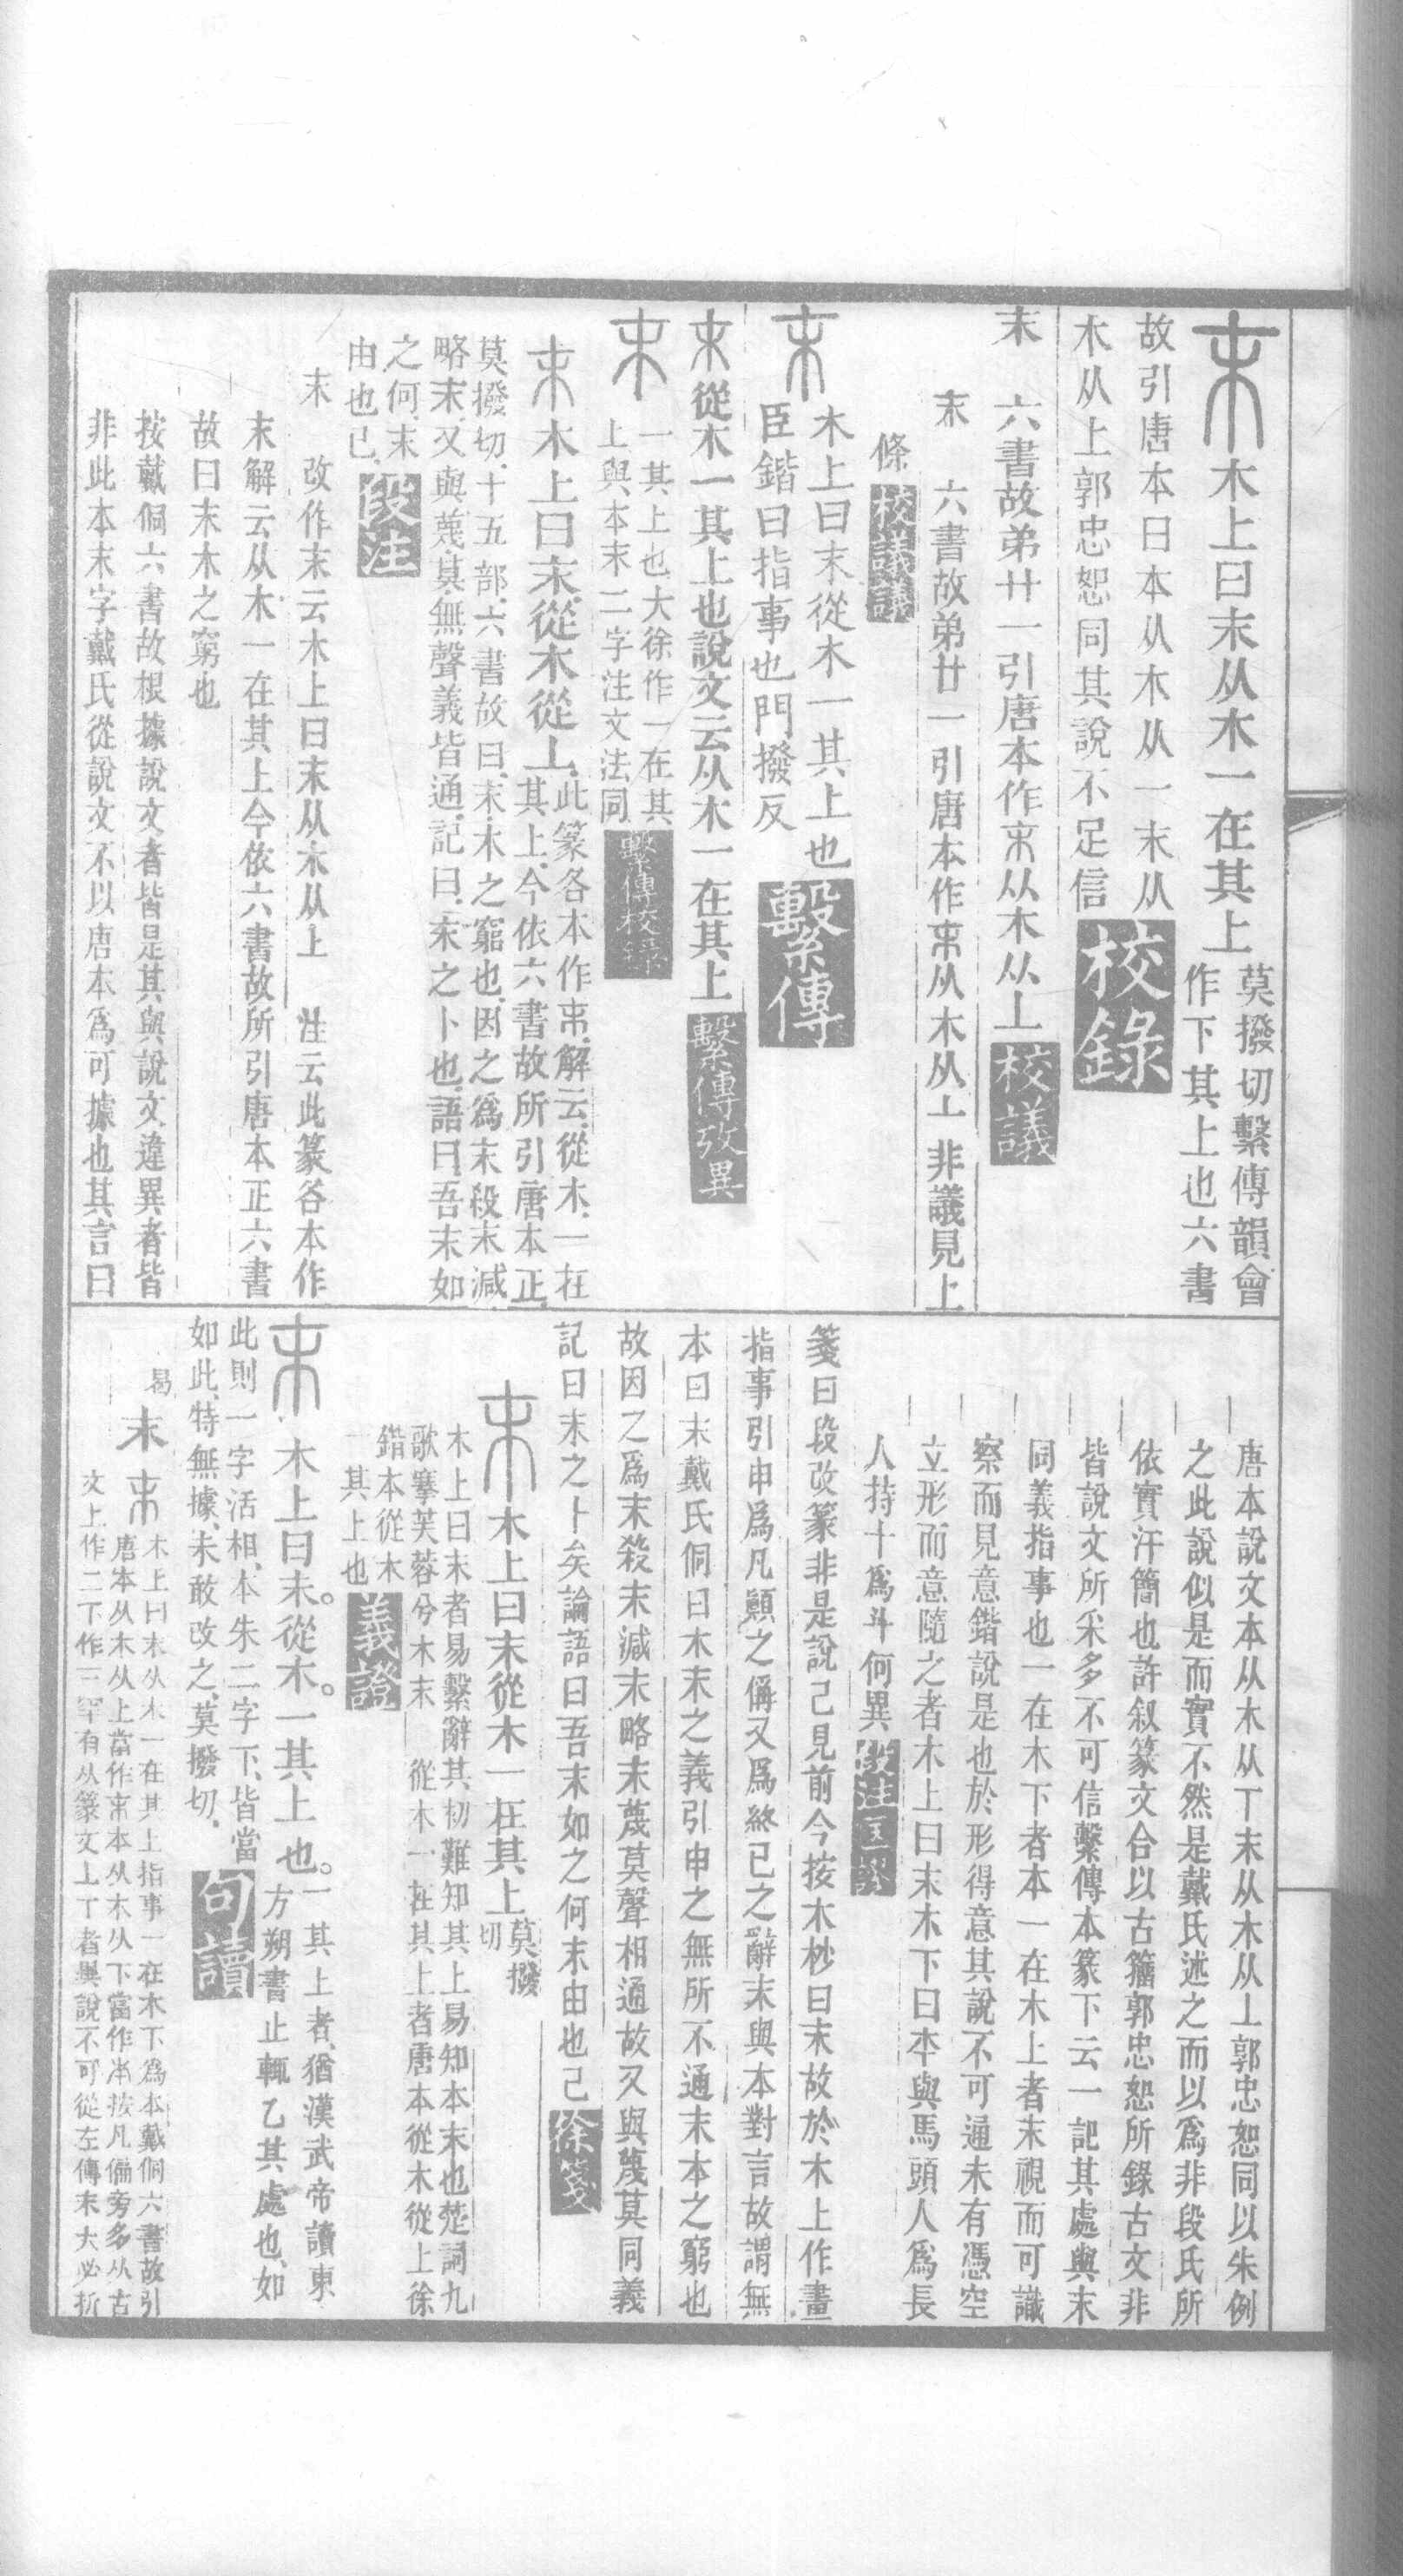 末木上曰末从木一在其上莫撥切繫傳韻會
作下其上也六書
故引唐本曰本从木从一末从
木从上郭忠恕同其說不足信校錄
末　六書故弟廿一引唐本作末从木从丄校議
末　六書故弟廿一引唐本作末从木从丄非議見上
條校議議
末木上曰末從木一其上也
臣鍇曰指事也門撥反繫傳
末從木一其上也說文云从木一在其上繫傳攷異
末一其上也大徐作一在其
上與本末二字注文法同繫傳校錄
末木上曰末.從木從丄.此篆各本作末.解云.從木.一在
其上.今依六書故所引唐本正.
莫撥切.十五部.六書故曰.末.木之窮也.因之爲末殺末減
略末.又與蔑.莫.無聲義皆通.記曰.末之卜也.語曰.吾末如
之何.末
由也已.段注
末　改作末云木上曰末从木从上　注云此篆各本作
末解云从木一在其上今依六書故所引唐本正六書
故曰末木之窮也
按戴侗六書故根據說文者皆是其與說文違異者皆
非此本末字戴氏從說文不以唐本爲可據也其言曰
唐本說文本从木从丅末从木从丄郭忠恕同以朱例
之此說似是而實不然是戴氏述之而以爲非段氏所
依實汗簡也許叙篆文合以古籀郭忠恕所錄古文非
皆說文所采多不可信繫傳本篆下云一記其處與末
同義指事也一在木下者本一在木上者末視而可識
察而見意鍇說是也於形得意其說不可通未有憑空
立形而意隨之者木上曰末木下曰本與馬頭人爲長
人持十爲斗何異段注匡謬
箋曰段改篆非是說已見前今按木杪曰末故於木上作畫
指事引申爲凡顚之偁又爲終已之辭末與本對言故謂無
本曰末戴氏侗曰木末之義引申之無所不通末本之窮也
故因之爲末殺末減末略末蔑莫聲相通故又與蔑莫同義
記曰末之卜矣論語曰吾末如之何末由也已徐箋
末木上曰末從木一在其上莫撥
切
木上曰末者易繫辭其初難知其上易知本末也楚詞九
歌搴芙蓉兮木末　從木一在其上者唐本從木從上徐
鍇本從木
一其上也義證
末木上曰末。從木。一其上也。一其上者、猶漢武帝讀東
方朔書、止輒乙其處也、如
此則一字活相、本朱二字下、皆當
如此、特無據、未敢改之、莫撥切、句讀
曷末末木上曰末从木一在其上指事一在木下爲本戴侗六書故引
唐本从木从上當作末本从木从下當作本按凡偏旁多从古
文上作二下作二罕有从篆文丄丅者異說不可從左傳末大必折